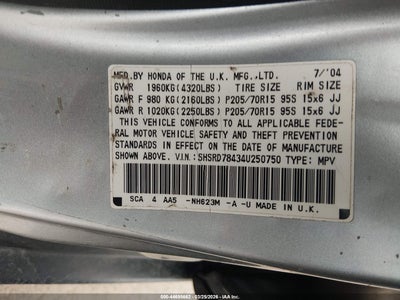 MFD.BY HONDA OF THE U.K. MFG.,LTD. 7/'04
GVWR 1960KG(4320LBS) TIRE SIZE RIM SIZE
GAWR F 980 KG(2160LBS) P205/70R15 95S 15x6 JJ
GAWR R 1020KG(2250LBS) P205/70R15 95S 15x6 JJ
THIS VEHICLE CONFORMS TO ALL APPLICABLE FEDE-
RAL MOTOR VEHICLE SAFETY AND THEFT PREVENTION
STANDARDS IN EFFECT ON THE DATE OF MANUFACTURE
SHOWN ABOVE. V.I.N.: SHSRD78434U250750 TYPE: MPV
SCA 4 AA5 -NH623M -A -U MADE IN U.K.